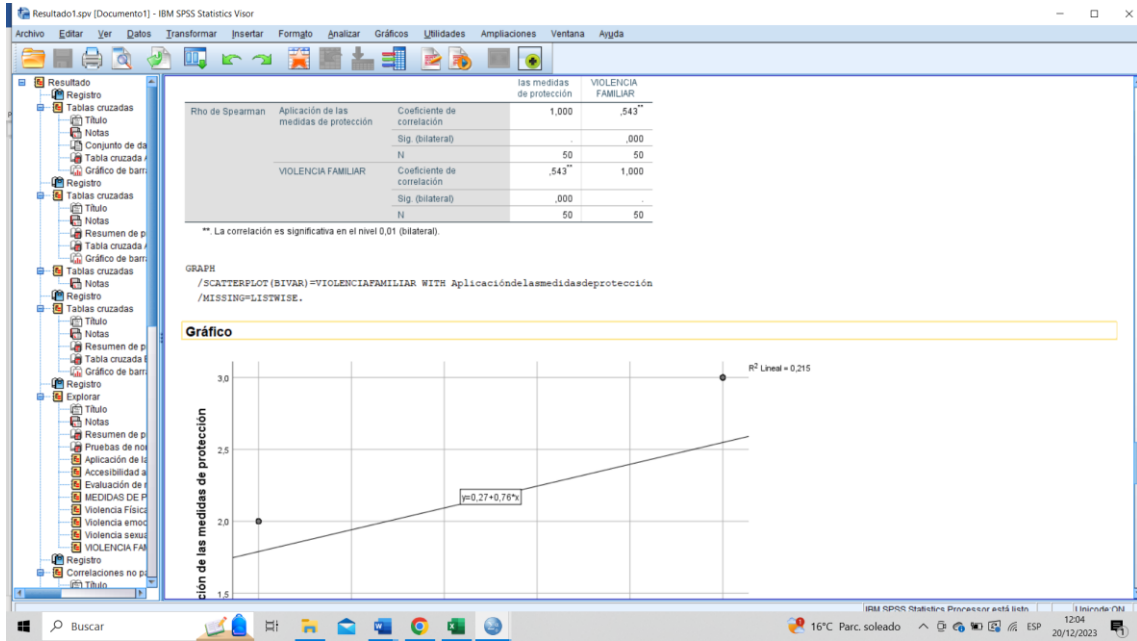 Resultado1.spv [Documento1] - IBM SPSS Statistics Visor
Archivo Editar Ver Datos Transformar Insertar Formato Analizar Gráficos Utilidades Ampliaciones Ventana Ayuda
Resultado
Registro
Tablas cruzadas
Título
Notas
Conjunto de da
Tabla cruzada
Gráfico de barr
Registro
Tablas cruzadas
Título
Notas
Resumen de p
Tabla cruzada
Gráfico de barr
Tablas cruzadas
Notas
Registro
Tablas cruzadas
Título
Notas
Resumen de p
Tabla cruzada
Gráfico de barr
Registro
Explorar
Título
Notas
Resumen de p
Pruebas de nor
Aplicación de la
Accesibilidad a
Evaluación de
MEDIDAS DE P
Violencia Física
Violencia emoc
Violencia sexua
VIOLENCIA FAM
Registro
Correlaciones no pa
Título
las medidas VIOLENCIA
de protección FAMILIAR
Rho de Spearman Aplicación de las Coeficiente de 1,000 ,543**
medidas de protección correlación
Sig. (bilateral) . ,000
N 50 50
VIOLENCIA FAMILIAR Coeficiente de ,543** 1,000
correlación
Sig. (bilateral) ,000 .
N 50 50
**. La correlación es significativa en el nivel 0,01 (bilateral).
GRAPH
/SCATTERPLOT(BIVAR)=VIOLENCIAFAMILIAR WITH Aplicacióndelasmedidasdeprotección
/MISSING=LISTWISE.
Gráfico
R2 Lineal = 0,215
3,0
2,5
y=0,27+0,76*x
2,0
1,5
ción de las medidas de protección
IBM SPSS Statistics Processor está listo Unicode:ON
Buscar
16°C Parc. soleado
ESP
12:04
20/12/2023